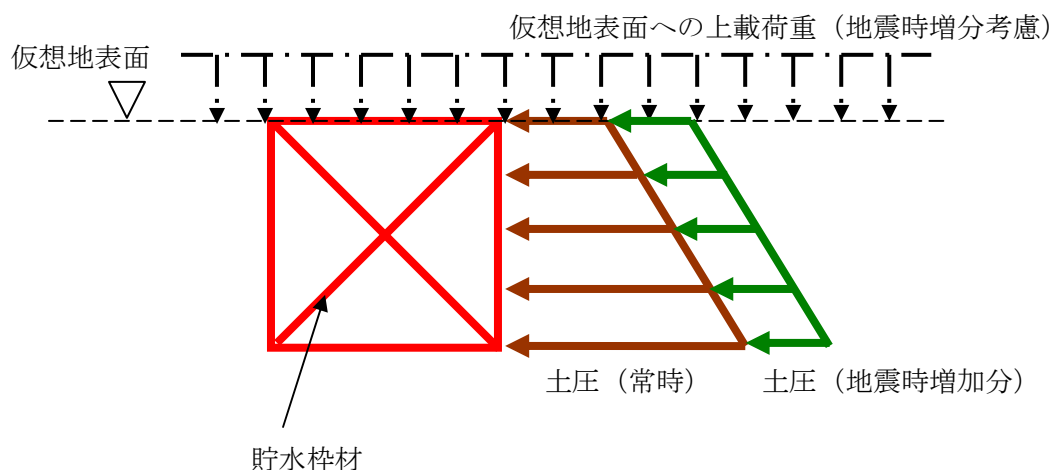 仮想地表面への上載荷重（地震時増分考慮）
仮想地表面
土圧（常時）
土圧（地震時増加分）
貯水枠材